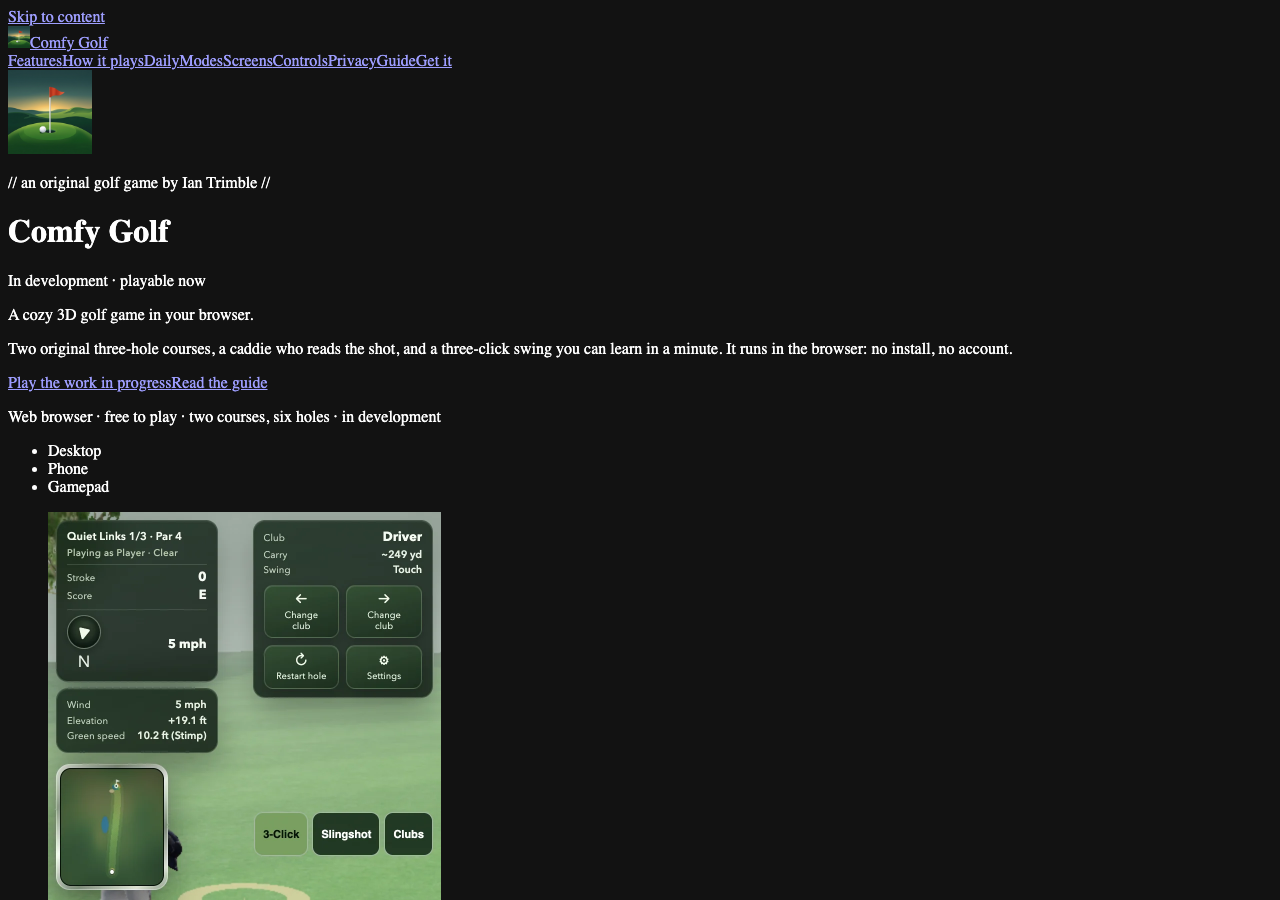 Skip to content
Comfy Golf
FeaturesHow it playsDailyModesScreensControlsPrivacyGuideGet it
// an original golf game by Ian Trimble //
Comfy Golf
In development · playable now
A cozy 3D golf game in your browser.
Two original three-hole courses, a caddie who reads the shot, and a three-click swing you can learn in a minute. It runs in the browser: no install, no account.
Play the work in progressRead the guide
Web browser · free to play · two courses, six holes · in development
Desktop
Phone
Gamepad
Quiet Links 1/3 · Par 4
Playing as Player · Clear
Stroke 0
Score E
5 mph
N
Wind 5 mph
Elevation +19.1 ft
Green speed 10.2 ft (Stimp)
Club Driver
Carry ~249 yd
Swing Touch
← Change club
→ Change club
Restart hole
Settings
3-Click Slingshot Clubs